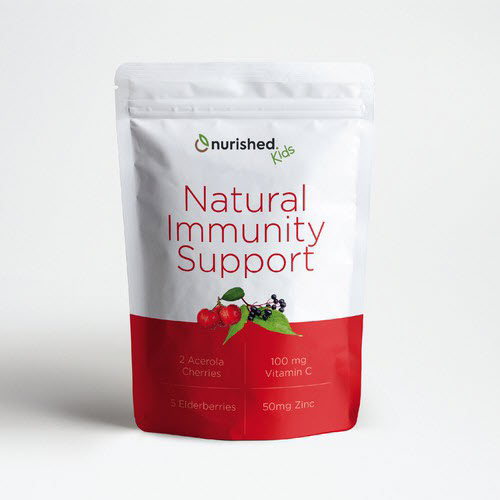 nurished.
Kids
Natural
Immunity
Support
2 Acerola
Cherries
100 mg
Vitamin C
5 Elderberries
50mg Zinc